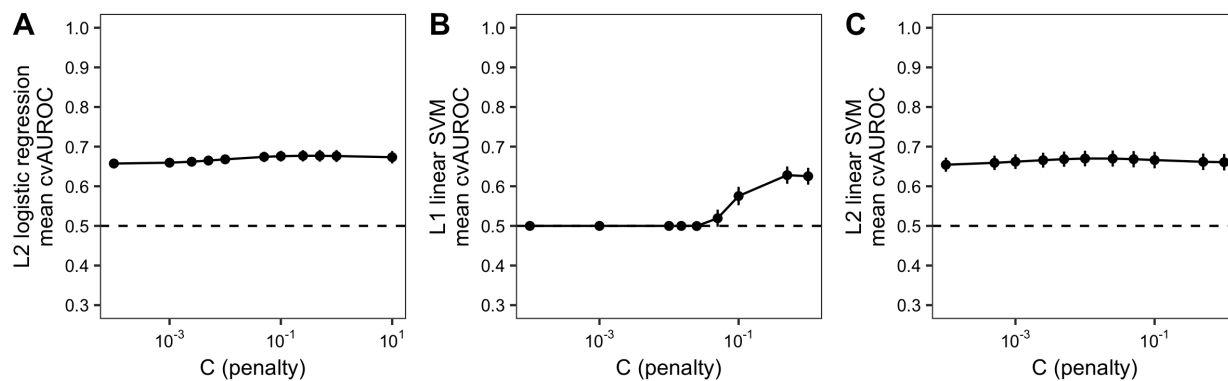 A
L2 logistic regression
mean cvAUROC
1.0
0.9
0.8
0.7
0.6
0.5
0.4
0.3
10⁻³
10⁻¹
10¹
C (penalty)
B
L1 linear SVM
mean cvAUROC
1.0
0.9
0.8
0.7
0.6
0.5
0.4
0.3
10⁻³
10⁻¹
C (penalty)
C
L2 linear SVM
mean cvAUROC
1.0
0.9
0.8
0.7
0.6
0.5
0.4
0.3
10⁻³
10⁻¹
C (penalty)